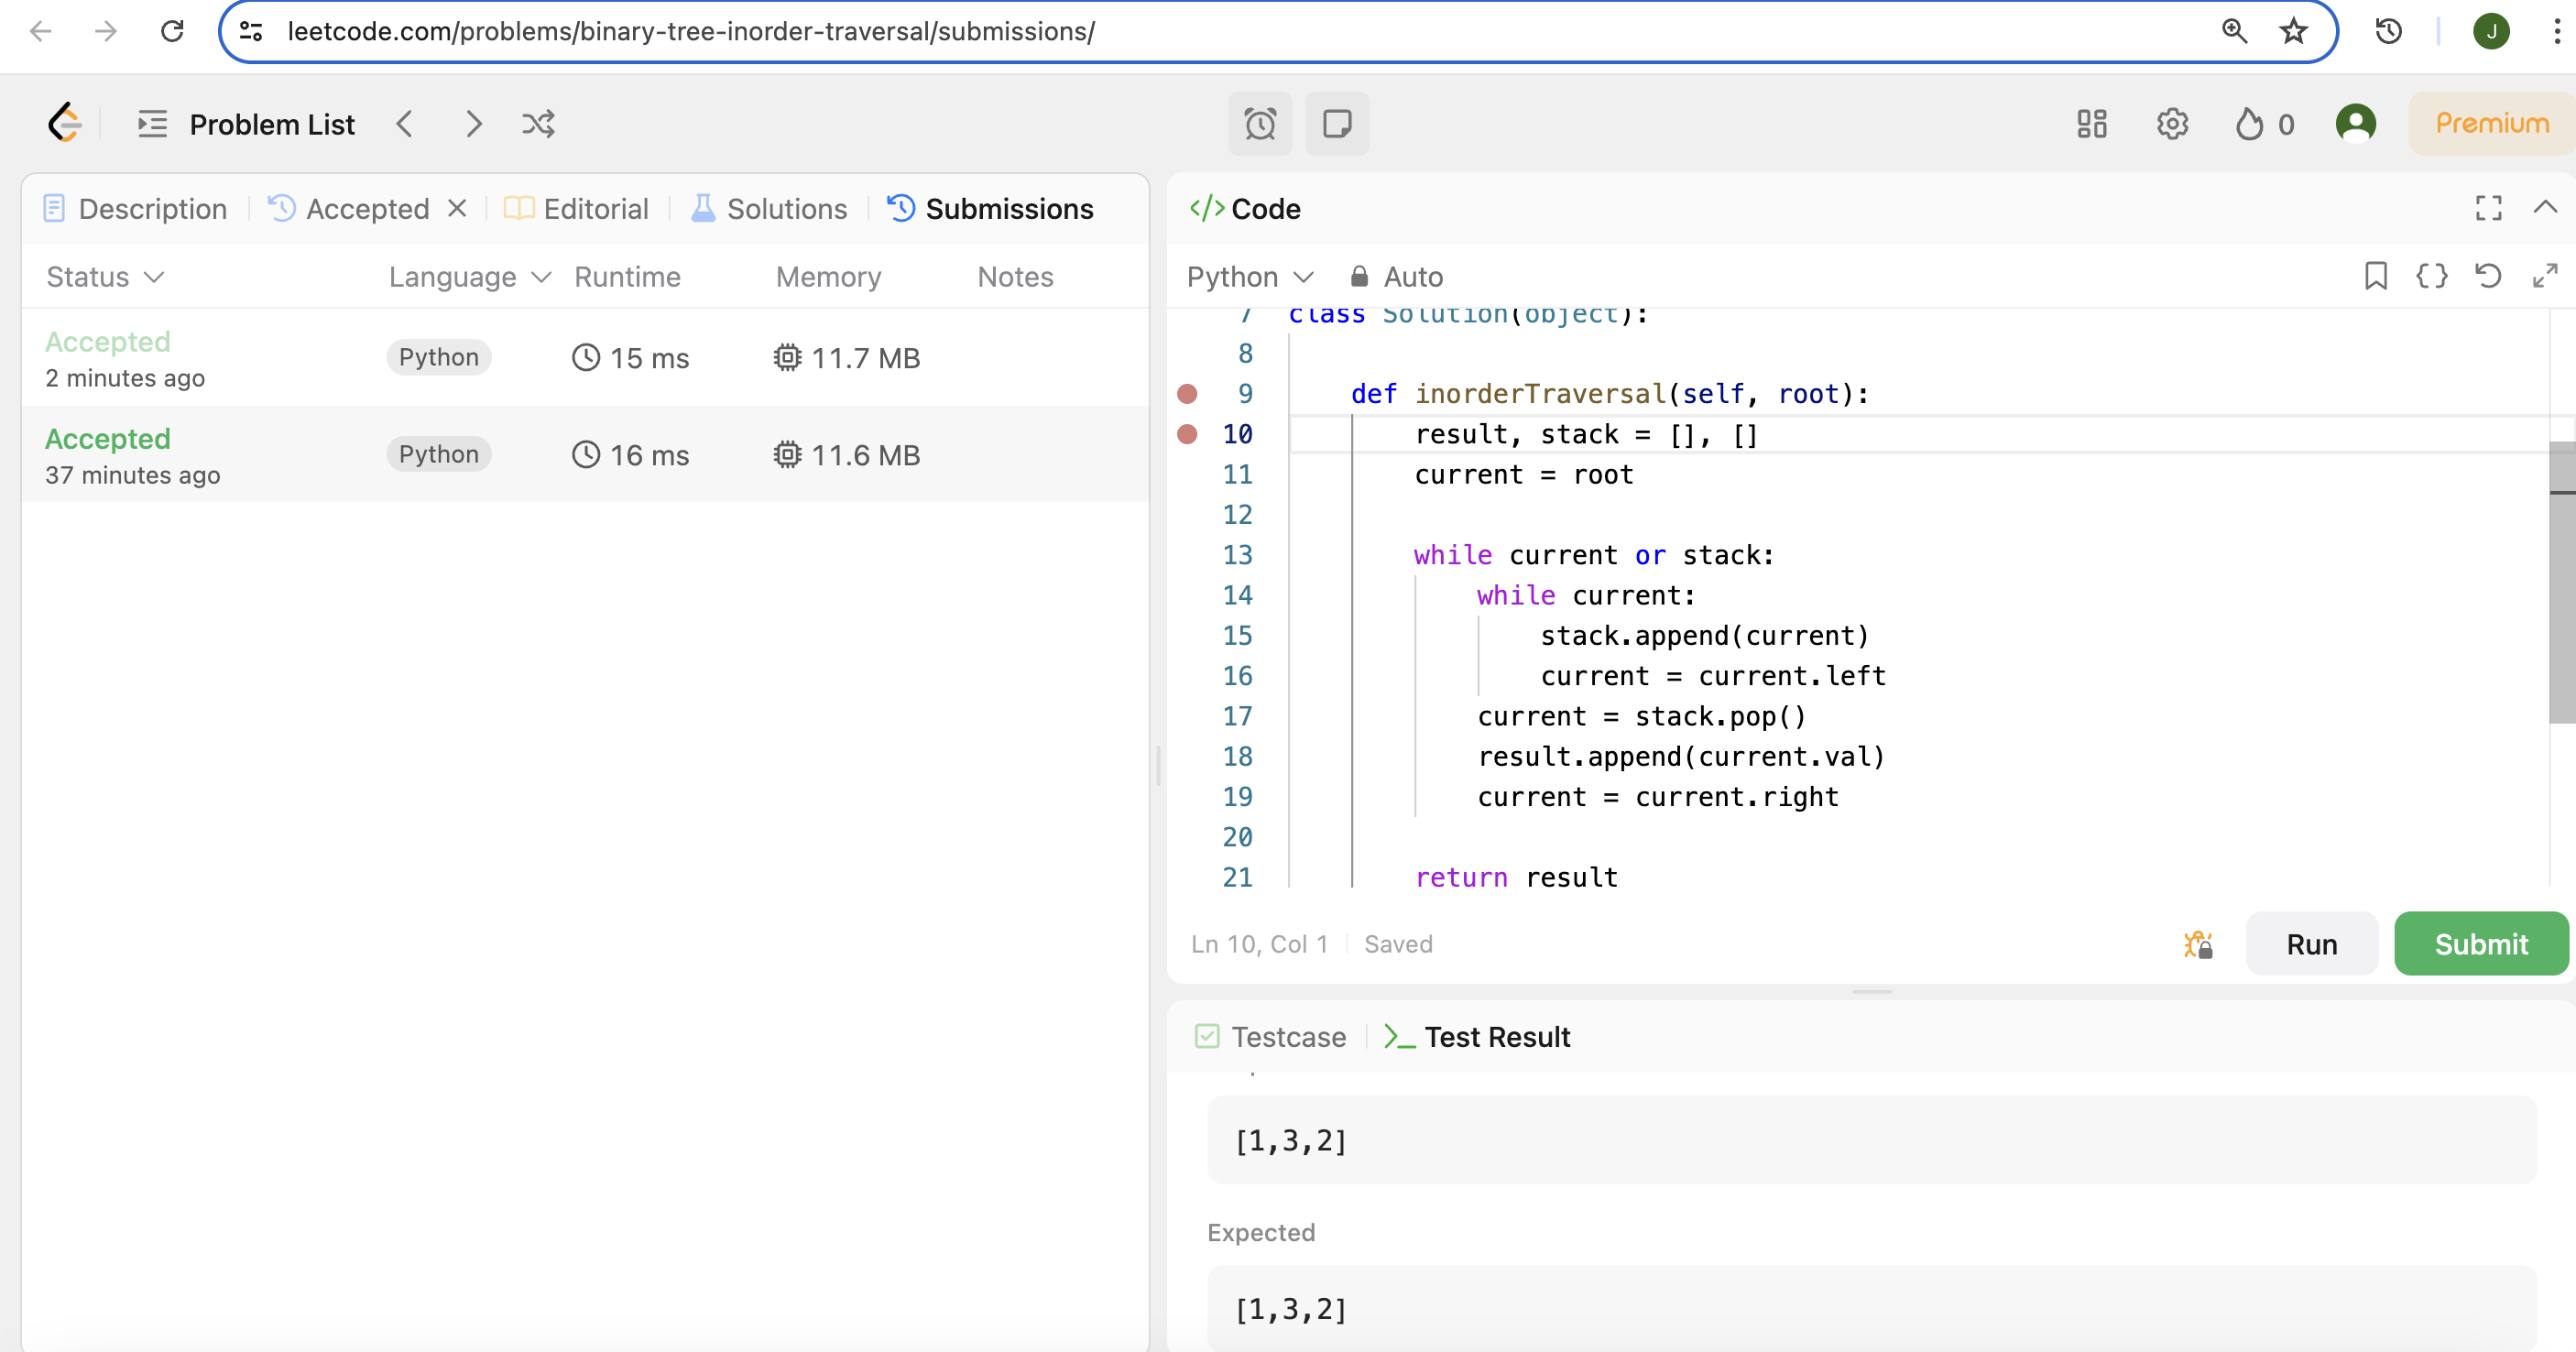 leetcode.com/problems/binary-tree-inorder-traversal/submissions/
J
Problem List
0
Premium
Description
Accepted
Editorial
Solutions
Submissions
Status
Language
Runtime
Memory
Notes
Accepted
2 minutes ago
Python
15 ms
11.7 MB
Accepted
37 minutes ago
Python
16 ms
11.6 MB
</> Code
Python
Auto
7 class Solution(object):
8
9 def inorderTraversal(self, root):
10 result, stack = [], []
11 current = root
12
13 while current or stack:
14 while current:
15 stack.append(current)
16 current = current.left
17 current = stack.pop()
18 result.append(current.val)
19 current = current.right
20
21 return result
Ln 10, Col 1
Saved
Run
Submit
Testcase
Test Result
[1,3,2]
Expected
[1,3,2]